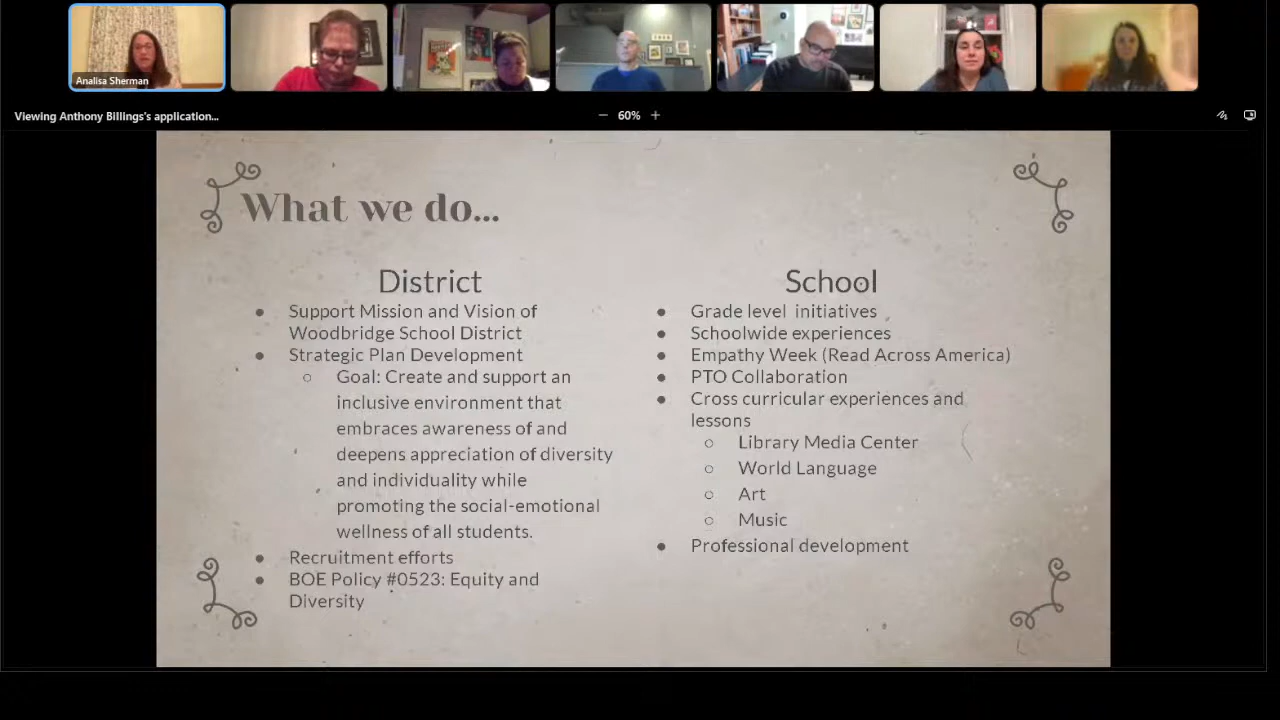 Analisa Sherman
Viewing Anthony Billings's application...
60%
What we do...
District
Support Mission and Vision of
Woodbridge School District
Strategic Plan Development
Goal: Create and support an
inclusive environment that
embraces awareness of and
deepens appreciation of diversity
and individuality while
promoting the social-emotional
wellness of all students.
Recruitment efforts
BOE Policy #0523: Equity and
Diversity
School
Grade level initiatives
Schoolwide experiences
Empathy Week (Read Across America)
PTO Collaboration
Cross curricular experiences and
lessons
Library Media Center
World Language
Art
Music
Professional development